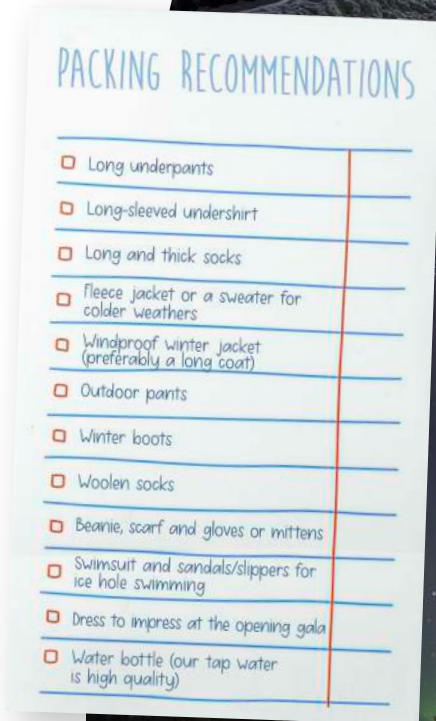 PACKING RECOMMENDATIONS
Long underpants
Long-sleeved undershirt
Long and thick socks
Fleece jacket or a sweater for
colder weathers
Windproof winter jacket
(preferably a long coat)
Outdoor pants
Winter boots
Woolen socks
Beanie, scarf and gloves or mittens
Swimsuit and sandals/slippers for
ice hole swimming
Dress to impress at the opening gala
Water bottle (our tap water
is high quality)